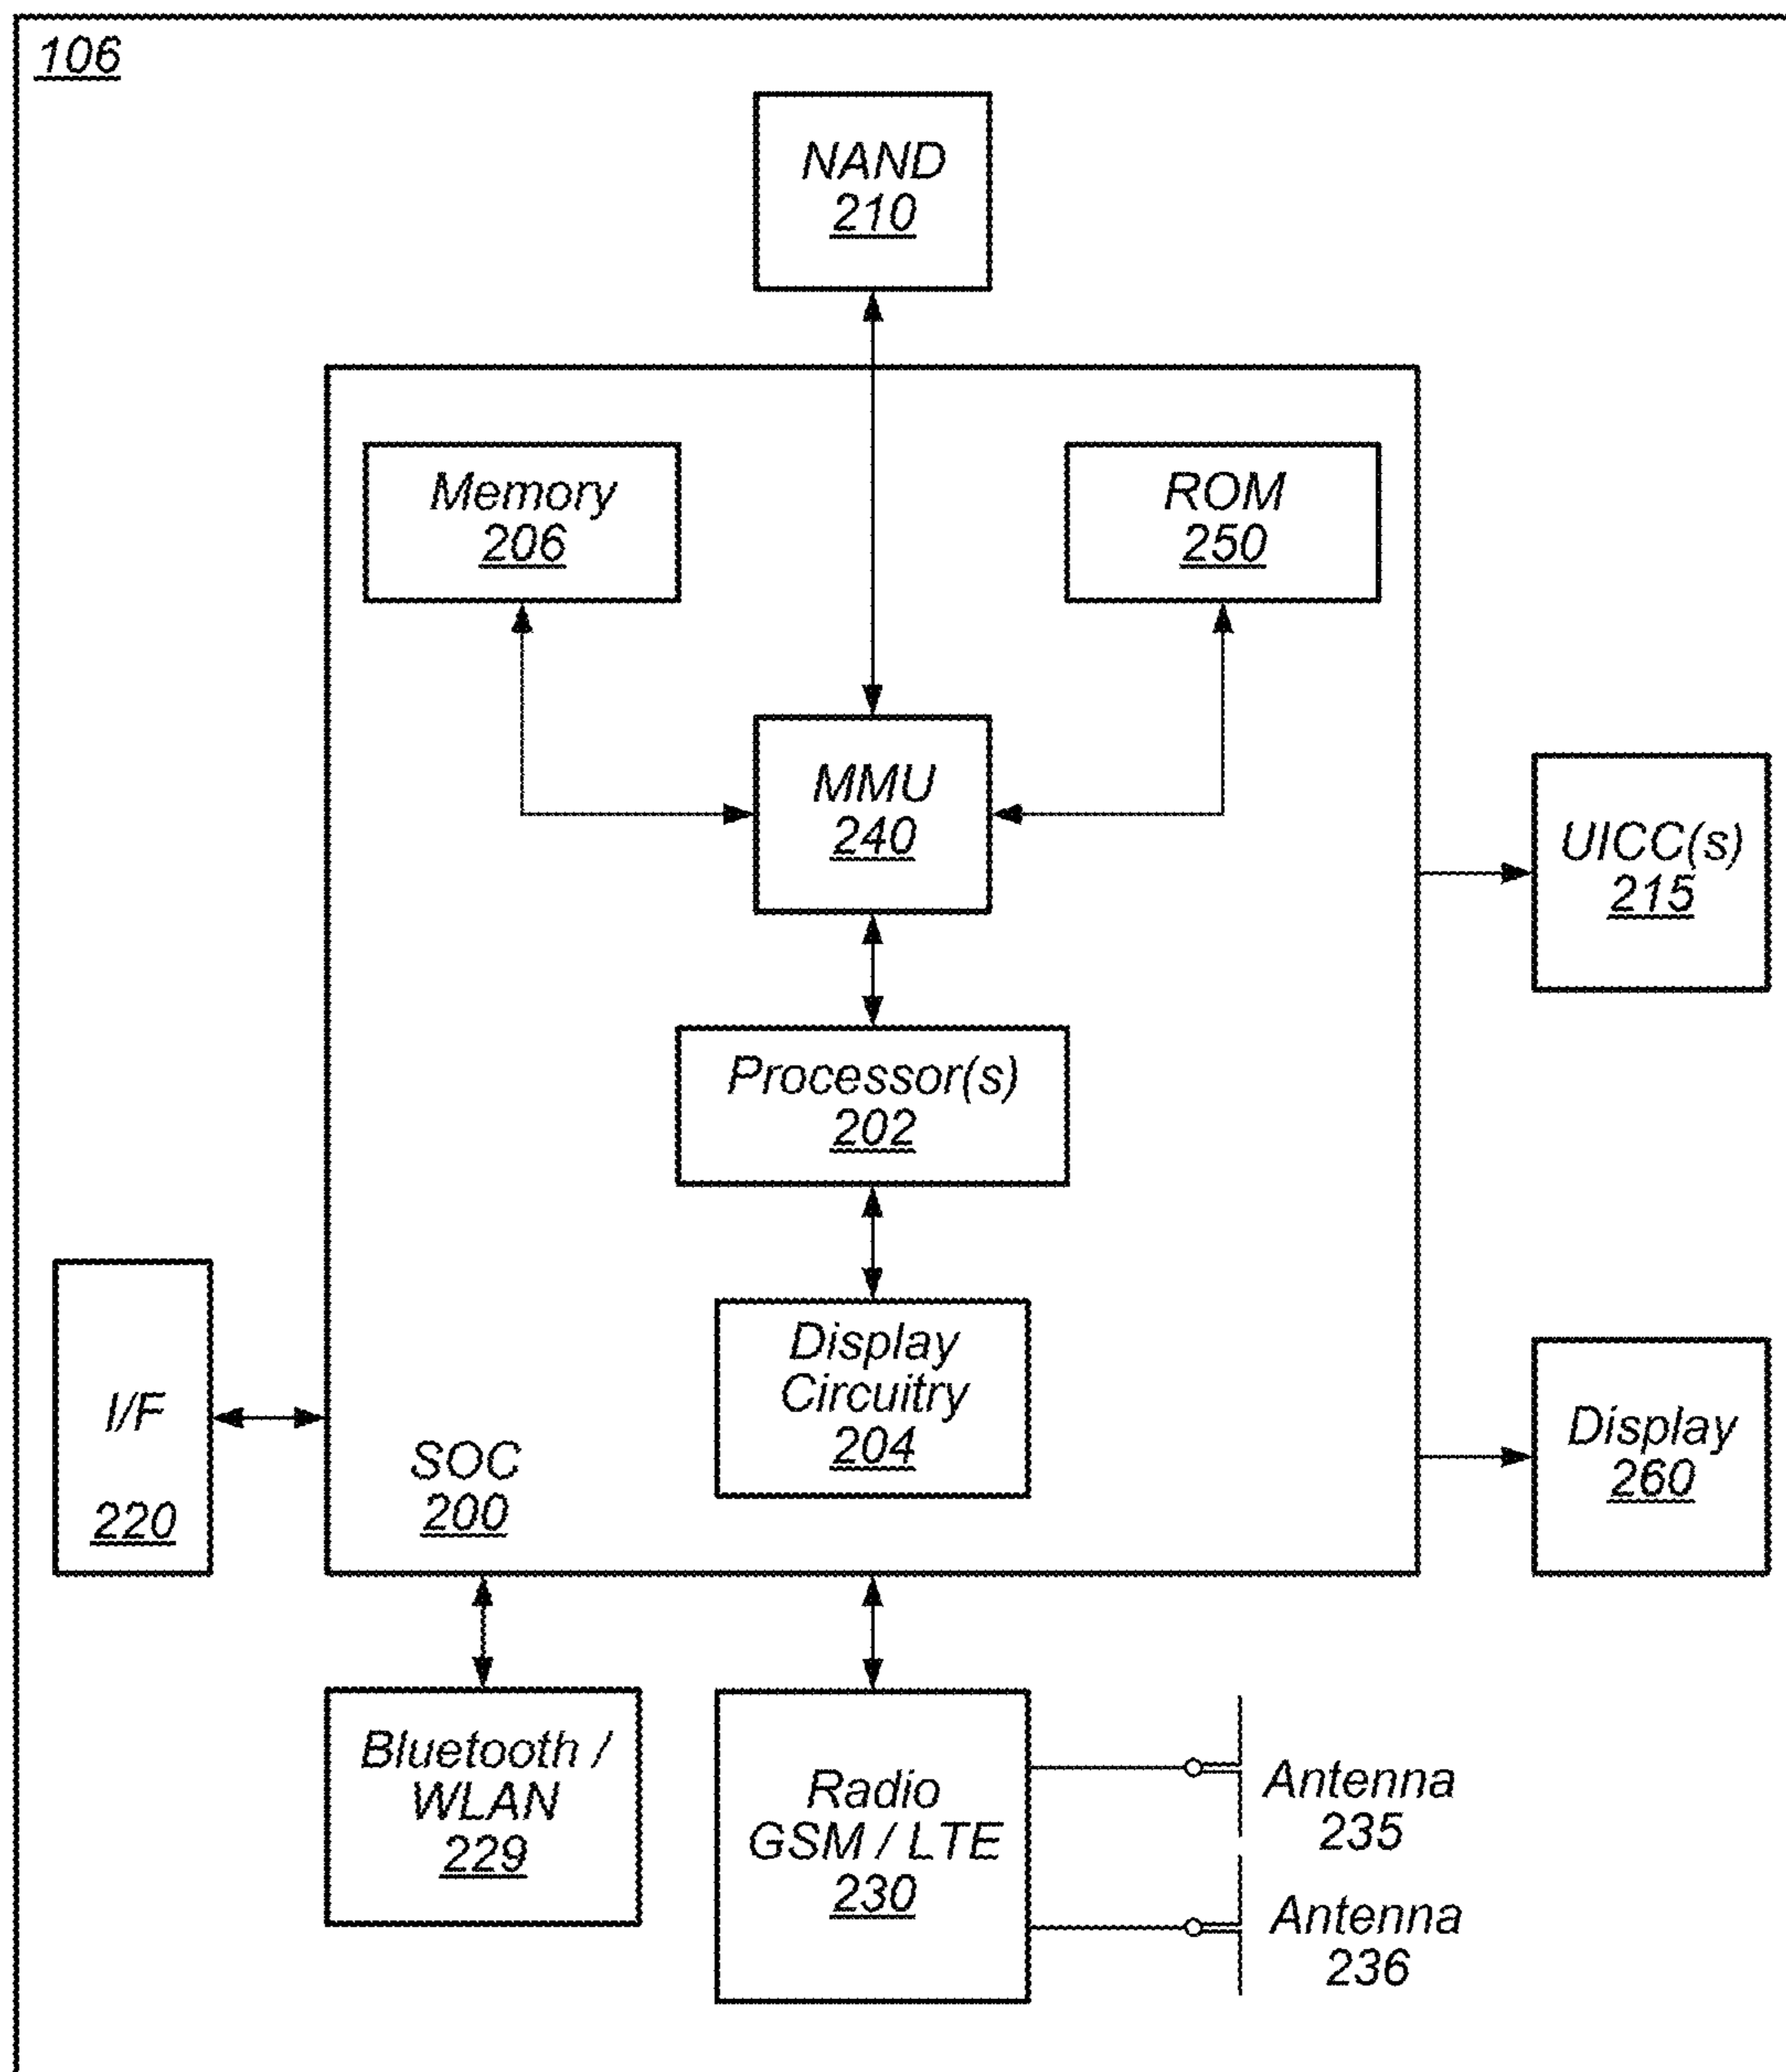 106
NAND
210
Memory
206
ROM
250
MMU
240
UICC(s)
215
Processor(s)
202
Display
Circuitry
204
I/F
220
SOC
200
Display
260
Bluetooth /
WLAN
229
Radio
GSM / LTE
230
Antenna
235
Antenna
236